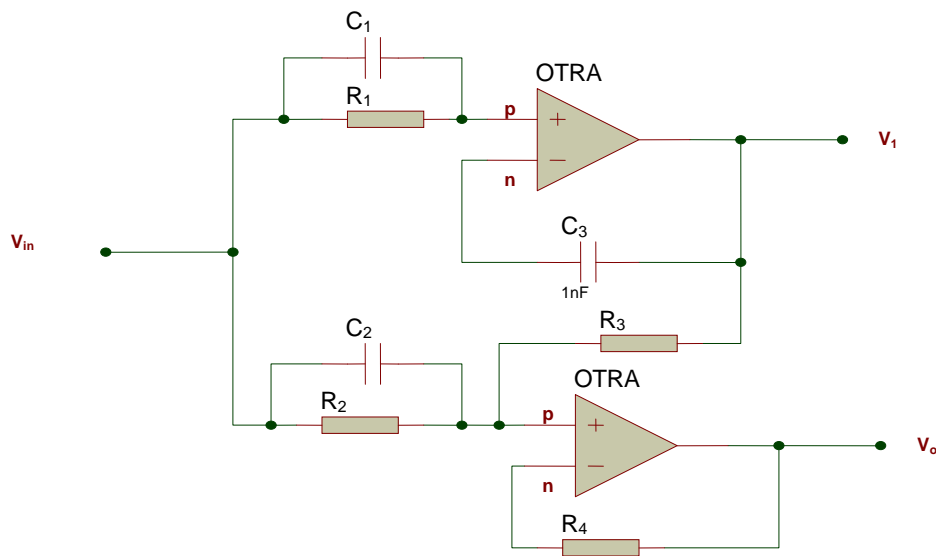 C₁
OTRA
R₁
p
+
V₁
−
n
C₃
Vᵢₙ
1nF
C₂
R₃
OTRA
R₂
p
+
Vₒ
−
n
R₄